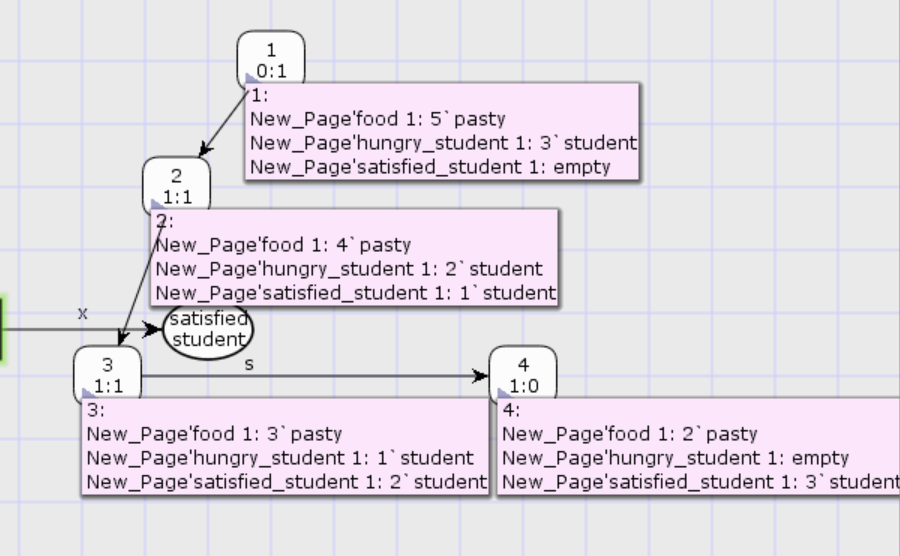 1
0:1
1:
New_Page'food 1: 5`pasty
New_Page'hungry_student 1: 3`student
New_Page'satisfied_student 1: empty
2
1:1
2:
New_Page'food 1: 4`pasty
New_Page'hungry_student 1: 2`student
New_Page'satisfied_student 1: 1`student
x
satisfied
student
s
3
1:1
3:
New_Page'food 1: 3`pasty
New_Page'hungry_student 1: 1`student
New_Page'satisfied_student 1: 2`student
4
1:0
4:
New_Page'food 1: 2`pasty
New_Page'hungry_student 1: empty
New_Page'satisfied_student 1: 3`student